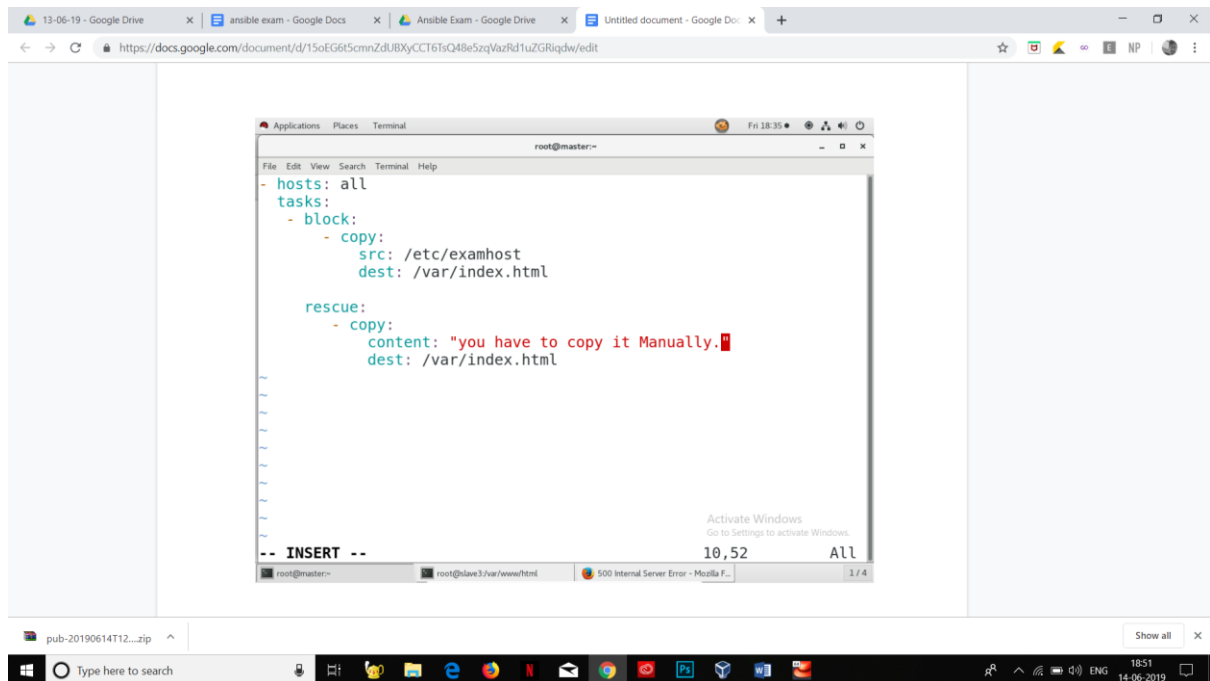 13-06-19 - Google Drive
ansible exam - Google Docs
Ansible Exam - Google Drive
Untitled document - Google Doc
https://docs.google.com/document/d/15oEG6t5cmnZdUBXyCCT6TsQ48e5zqVazRd1uZGRiqdw/edit
NP
Applications Places Terminal
Fri 18:35
root@master:~
File Edit View Search Terminal Help
- hosts: all
  tasks:
   - block:
       - copy:
           src: /etc/examhost
           dest: /var/index.html
     rescue:
        - copy:
            content: "you have to copy it Manually."
            dest: /var/index.html
~
~
~
~
~
~
~
~
~
~
Activate Windows
Go to Settings to activate Windows.
-- INSERT -- 10,52 All
root@master:~
root@slave3:/var/www/html
500 Internal Server Error - Mozilla F...
1 / 4
pub-20190614T12....zip
Show all
Type here to search
ENG
18:51
14-06-2019